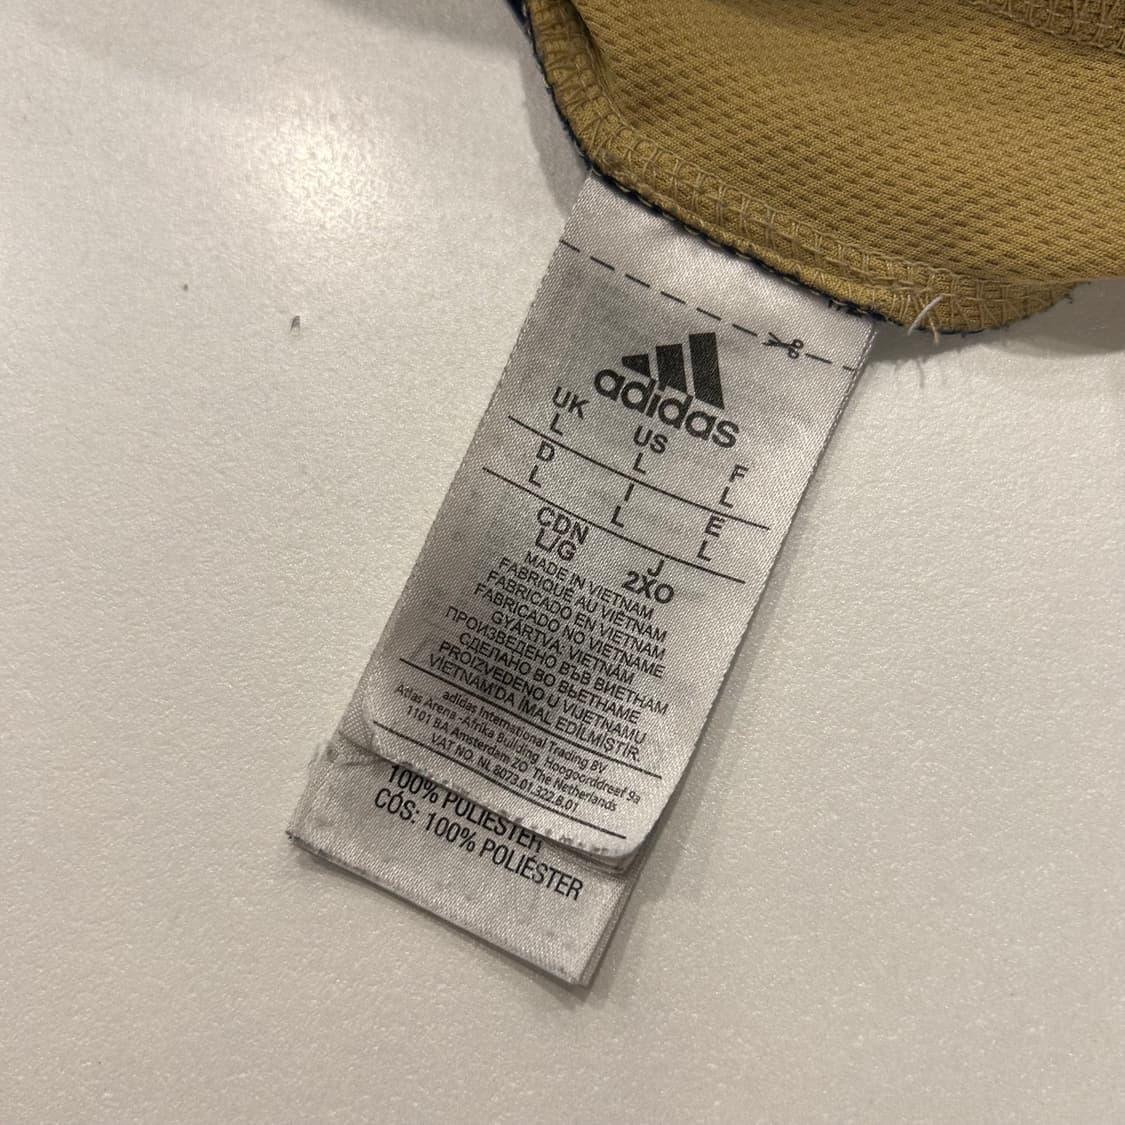 adidas
UK US F
L L L
D I E
L L L
CDN J
L/G 2XO
MADE IN VIETNAM
FABRIQUÉ AU VIÊTNAM
FABRICADO EN VIETNAM
FABRICADO NO VIETNAME
GYÁRTVA: VIETNÁM
ПРОИЗВЕДЕНО ВЪВ ВИЕТНАМ
СДЕЛАНО ВО ВЬЕТНАМЕ
PROIZVEDENO U VIJETNAMU
VIETNAM'DA İMAL EDİLMİŞTİR.
adidas International Trading BV
Atlas Arena -Afrika Building, Hoogoorddreef 9a
1101 BA Amsterdam ZO The Netherlands
VAT NO. NL 8073.01.322.B.01
100% POLIÉSTER
CÓS: 100% POLIÉSTER